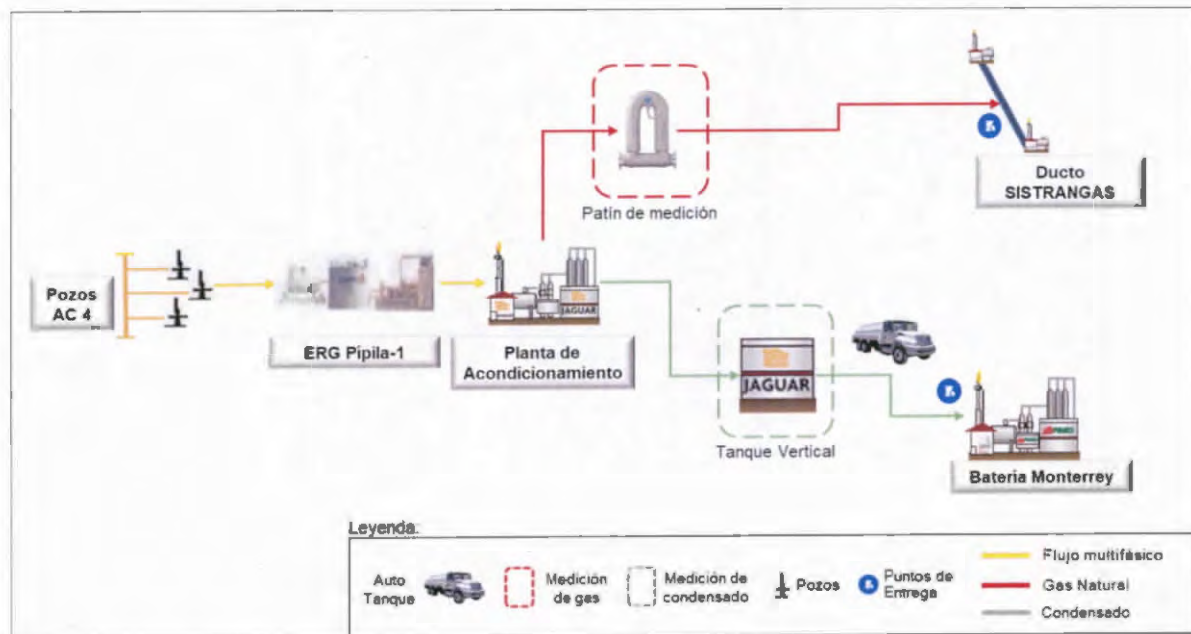 Ducto
SISTRANGAS
Patín de medición
Pozos
AC 4
JAGUAR
ERG Pípila-1
Planta de
Acondicionamiento
JAGUAR
Tanque Vertical
Batería Monterrey
Leyenda:
Auto
Tanque
Medición
de gas
Medición de
condensado
Pozos
Puntos de
Entrega
Flujo multifásico
Gas Natural
Condensado